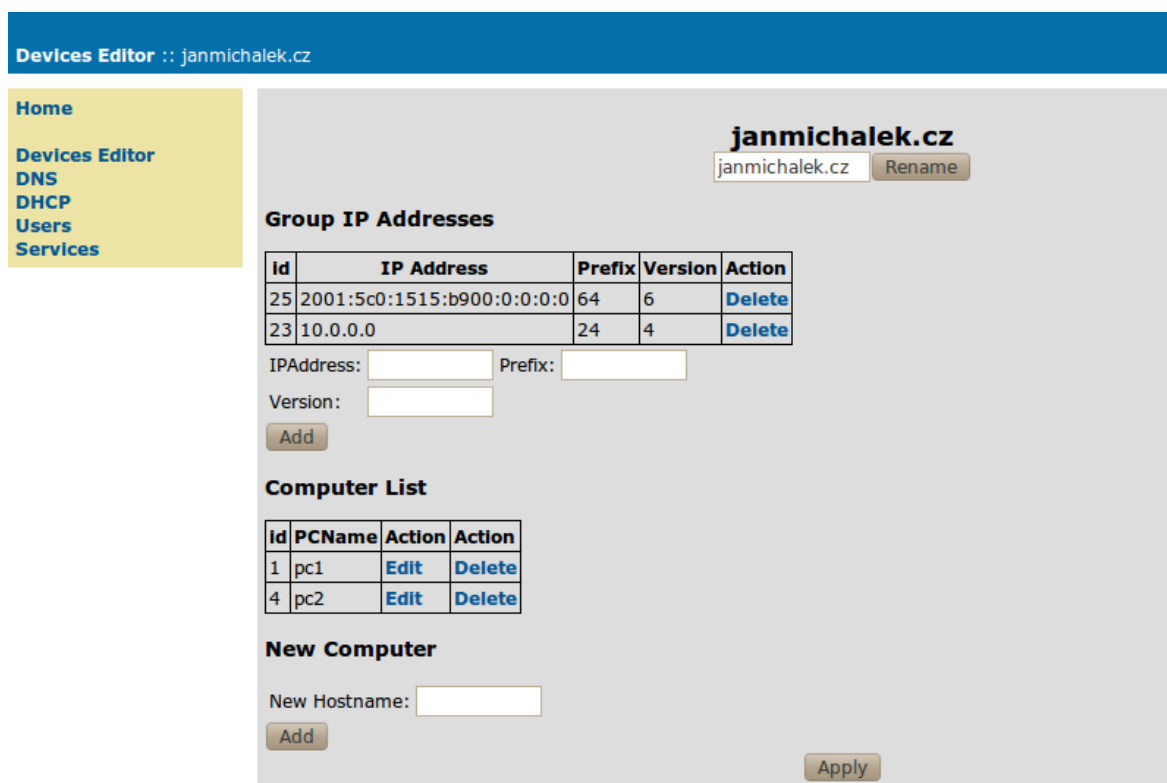 Devices Editor :: janmichalek.cz
Home
Devices Editor
DNS
DHCP
Users
Services
janmichalek.cz
janmichalek.cz Rename
Group IP Addresses
id IP Address Prefix Version Action
25 2001:5c0:1515:b900:0:0:0:0 64 6 Delete
23 10.0.0.0 24 4 Delete
IPAddress: Prefix:
Version:
Add
Computer List
id PCName Action Action
1 pc1 Edit Delete
4 pc2 Edit Delete
New Computer
New Hostname:
Add
Apply